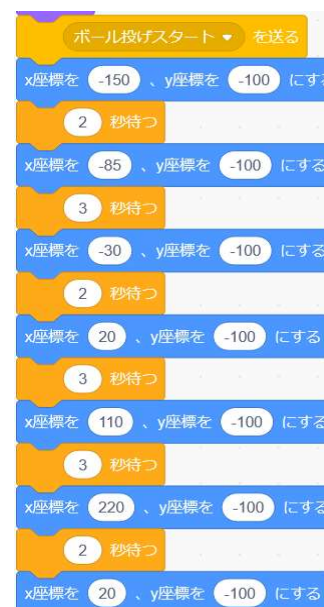 ボール投げスタート を送る
x座標を -150 、y座標を -100 にする
2 秒待つ
x座標を -85 、y座標を -100 にする
3 秒待つ
x座標を -30 、y座標を -100 にする
2 秒待つ
x座標を 20 、y座標を -100 にする
3 秒待つ
x座標を 110 、y座標を -100 にする
3 秒待つ
x座標を 220 、y座標を -100 にする
2 秒待つ
x座標を 20 、y座標を -100 にする